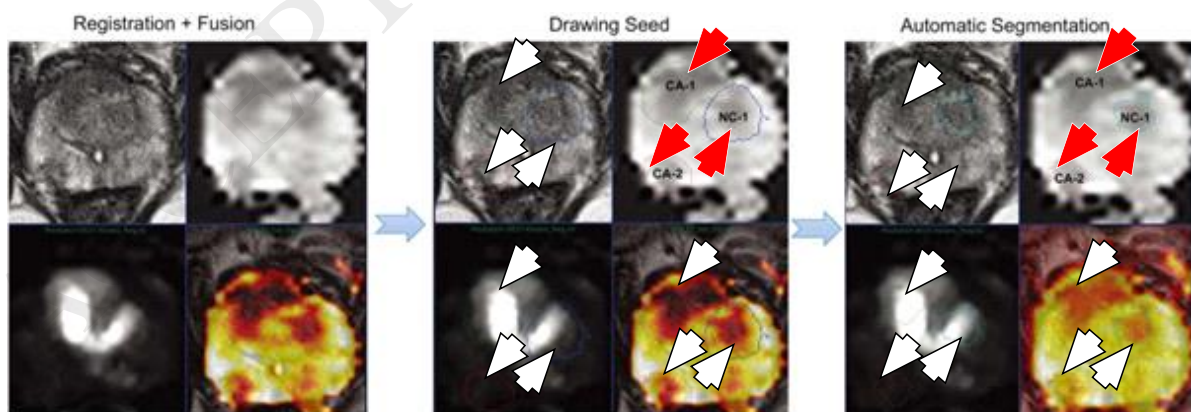 Registration + Fusion
Drawing Seed
Automatic Segmentation
CA-1
NC-1
CA-2
CA-1
NC-1
CA-2